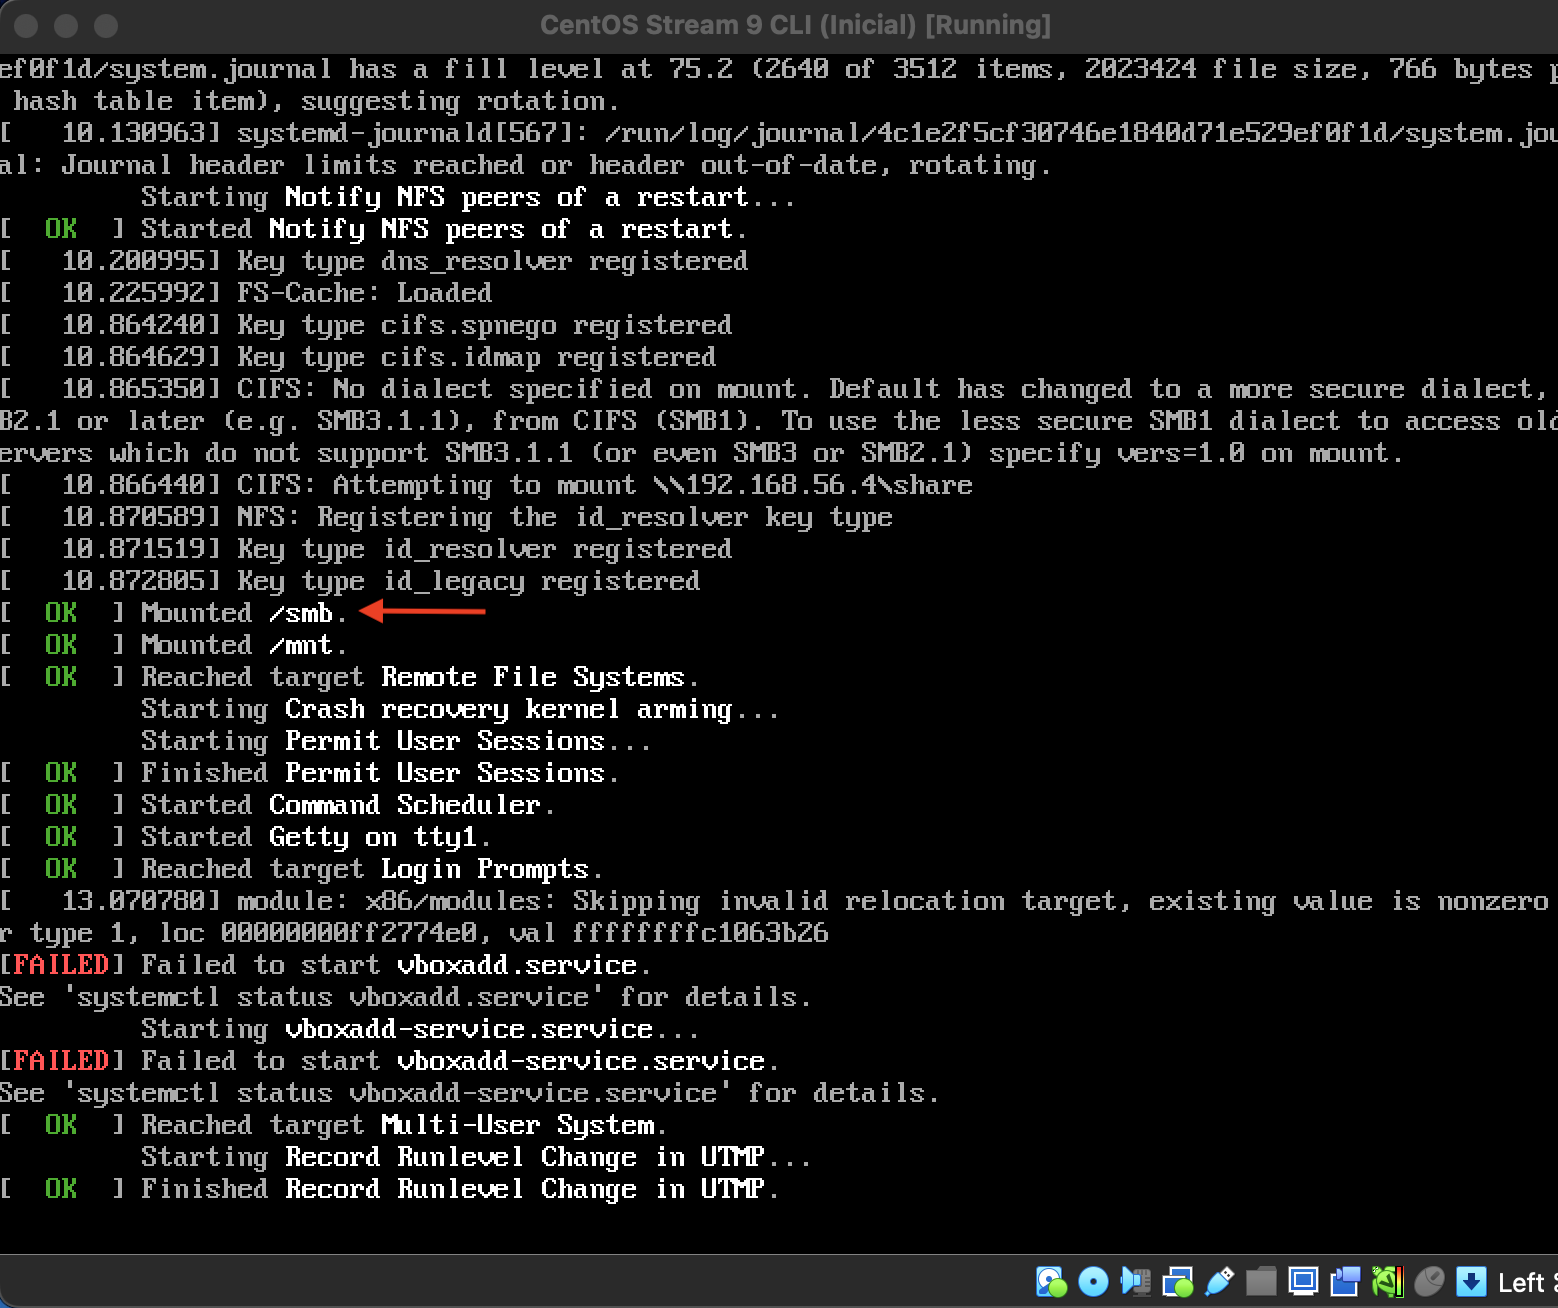 CentOS Stream 9 CLI (Inicial) [Running]
ef0f1d/system.journal has a fill level at 75.2 (2640 of 3512 items, 2023424 file size, 766 bytes p
hash table item), suggesting rotation.
[   10.130963] systemd-journald[567]: /run/log/journal/4c1e2f5cf30746e1840d71e529ef0f1d/system.jou
al: Journal header limits reached or header out-of-date, rotating.
Starting Notify NFS peers of a restart...
[  OK  ] Started Notify NFS peers of a restart.
[   10.200995] Key type dns_resolver registered
[   10.225992] FS-Cache: Loaded
[   10.864240] Key type cifs.spnego registered
[   10.864629] Key type cifs.idmap registered
[   10.865350] CIFS: No dialect specified on mount. Default has changed to a more secure dialect,
B2.1 or later (e.g. SMB3.1.1), from CIFS (SMB1). To use the less secure SMB1 dialect to access old
ervers which do not support SMB3.1.1 (or even SMB3 or SMB2.1) specify vers=1.0 on mount.
[   10.866440] CIFS: Attempting to mount \\192.168.56.4\share
[   10.870589] NFS: Registering the id_resolver key type
[   10.871519] Key type id_resolver registered
[   10.872805] Key type id_legacy registered
[  OK  ] Mounted /smb.
[  OK  ] Mounted /mnt.
[  OK  ] Reached target Remote File Systems.
Starting Crash recovery kernel arming...
Starting Permit User Sessions...
[  OK  ] Finished Permit User Sessions.
[  OK  ] Started Command Scheduler.
[  OK  ] Started Getty on tty1.
[  OK  ] Reached target Login Prompts.
[   13.070780] module: x86/modules: Skipping invalid relocation target, existing value is nonzero
r type 1, loc 00000000ff2774e0, val ffffffffc1063b26
[FAILED] Failed to start vboxadd.service.
See 'systemctl status vboxadd.service' for details.
Starting vboxadd-service.service...
[FAILED] Failed to start vboxadd-service.service.
See 'systemctl status vboxadd-service.service' for details.
[  OK  ] Reached target Multi-User System.
Starting Record Runlevel Change in UTMP...
[  OK  ] Finished Record Runlevel Change in UTMP.
Left